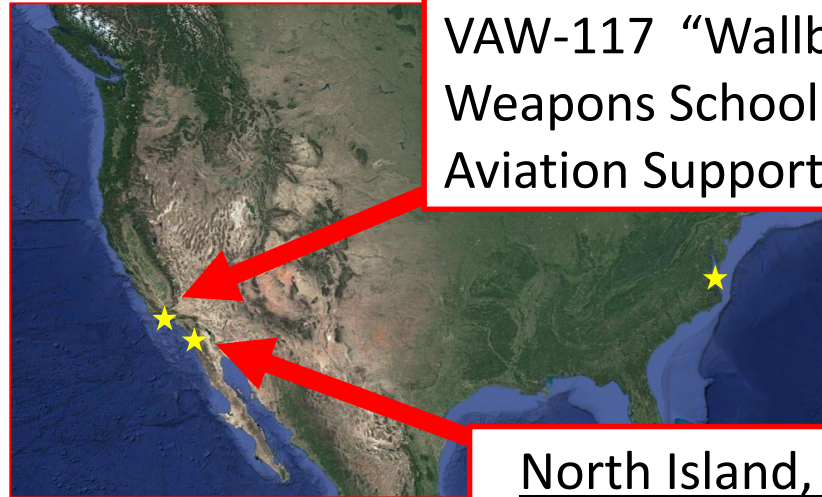 VAW-117 “Wallb
Weapons School
Aviation Support
North Island,